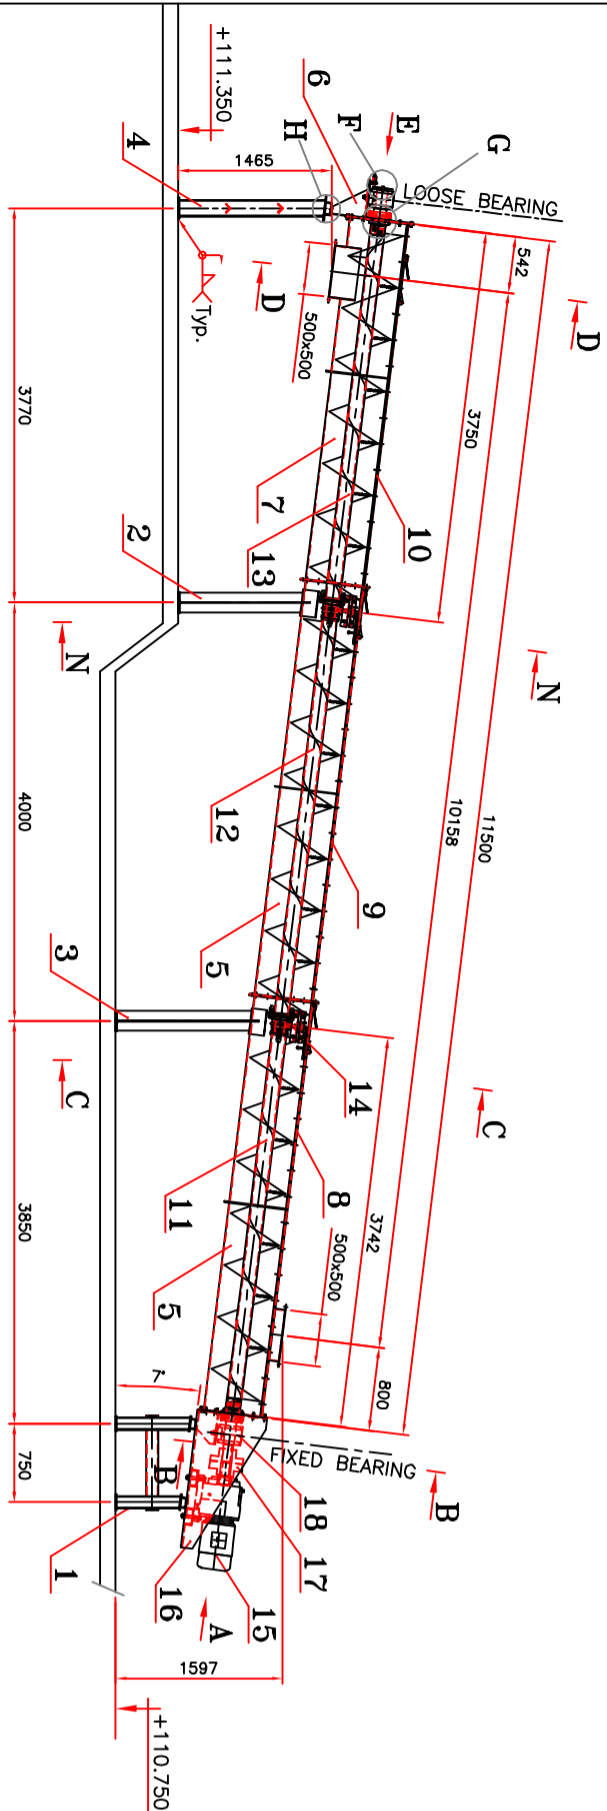 +111.350
1465
4
H
6
F
E
G
LOOSE BEARING
Typ.
D
500x500
542
D
3770
3750
7
13
10
2
N
N
11500
10158
4000
12
9
5
3
C
C
14
11
8
3742
500x500
5
3850
800
7°
B
FIXED BEARING
B
750
18
17
1
16
15
A
1597
+110.750